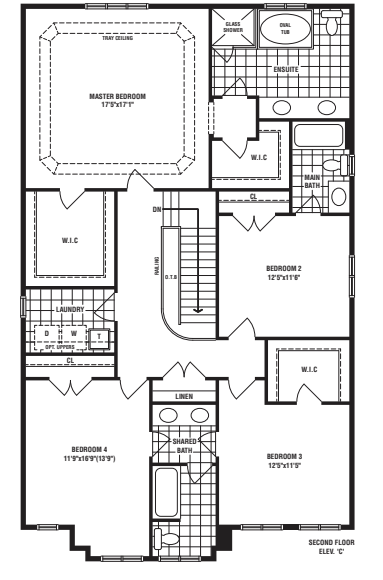 GLASS
SHOWER
OVAL
TUB
TRAY CEILING
ENSUITE
MASTER BEDROOM
17'5"x17'1"
W.I.C
MAIN
BATH
CL
DN
W.I.C
RAILING
O.T.B
BEDROOM 2
12'5"x11'6"
LAUNDRY
D
W
T
OPT. UPPERS
CL
W.I.C
LINEN
SHARED
BATH
BEDROOM 4
11'9"x16'9"(13'9")
BEDROOM 3
12'5"x11'5"
SECOND FLOOR
ELEV. 'C'